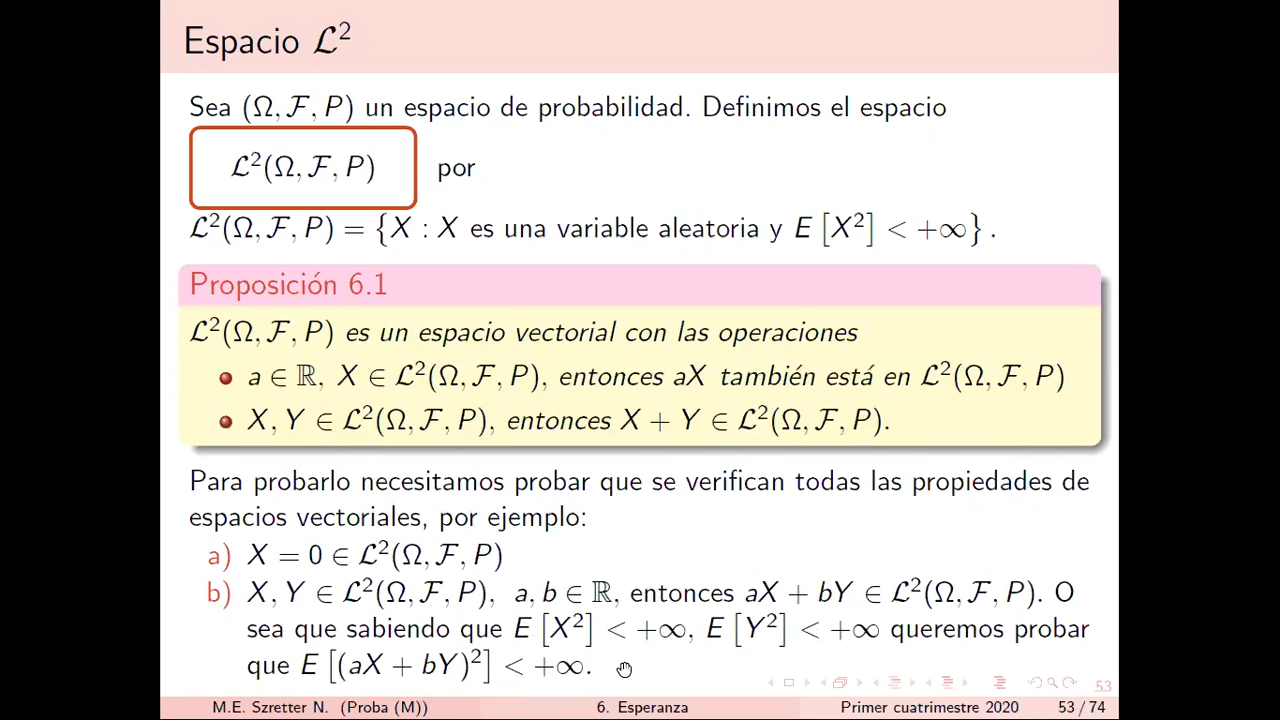 Espacio ℒ²
Sea (Ω, ℱ, P) un espacio de probabilidad. Definimos el espacio
ℒ²(Ω, ℱ, P) por
ℒ²(Ω, ℱ, P) = {X : X es una variable aleatoria y E [X²] < +∞} .
Proposición 6.1
ℒ²(Ω, ℱ, P) es un espacio vectorial con las operaciones
a ∈ ℝ, X ∈ ℒ²(Ω, ℱ, P), entonces aX también está en ℒ²(Ω, ℱ, P)
X, Y ∈ ℒ²(Ω, ℱ, P), entonces X + Y ∈ ℒ²(Ω, ℱ, P).
Para probarlo necesitamos probar que se verifican todas las propiedades de
espacios vectoriales, por ejemplo:
a) X = 0 ∈ ℒ²(Ω, ℱ, P)
b) X, Y ∈ ℒ²(Ω, ℱ, P), a, b ∈ ℝ, entonces aX + bY ∈ ℒ²(Ω, ℱ, P). O
sea que sabiendo que E [X²] < +∞, E [Y²] < +∞ queremos probar
que E [(aX + bY)²] < +∞.
53
M.E. Szretter N. (Proba (M)) 6. Esperanza Primer cuatrimestre 2020 53 / 74